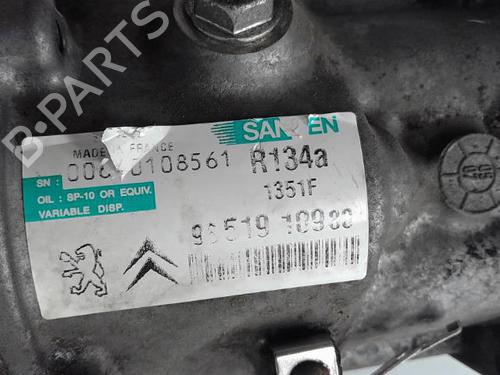 B-PARTS
SANDEN
MADE IN FRANCE
SN :
R134a
OIL : SP-10 OR EQUIV.
VARIABLE DISP.
1351F